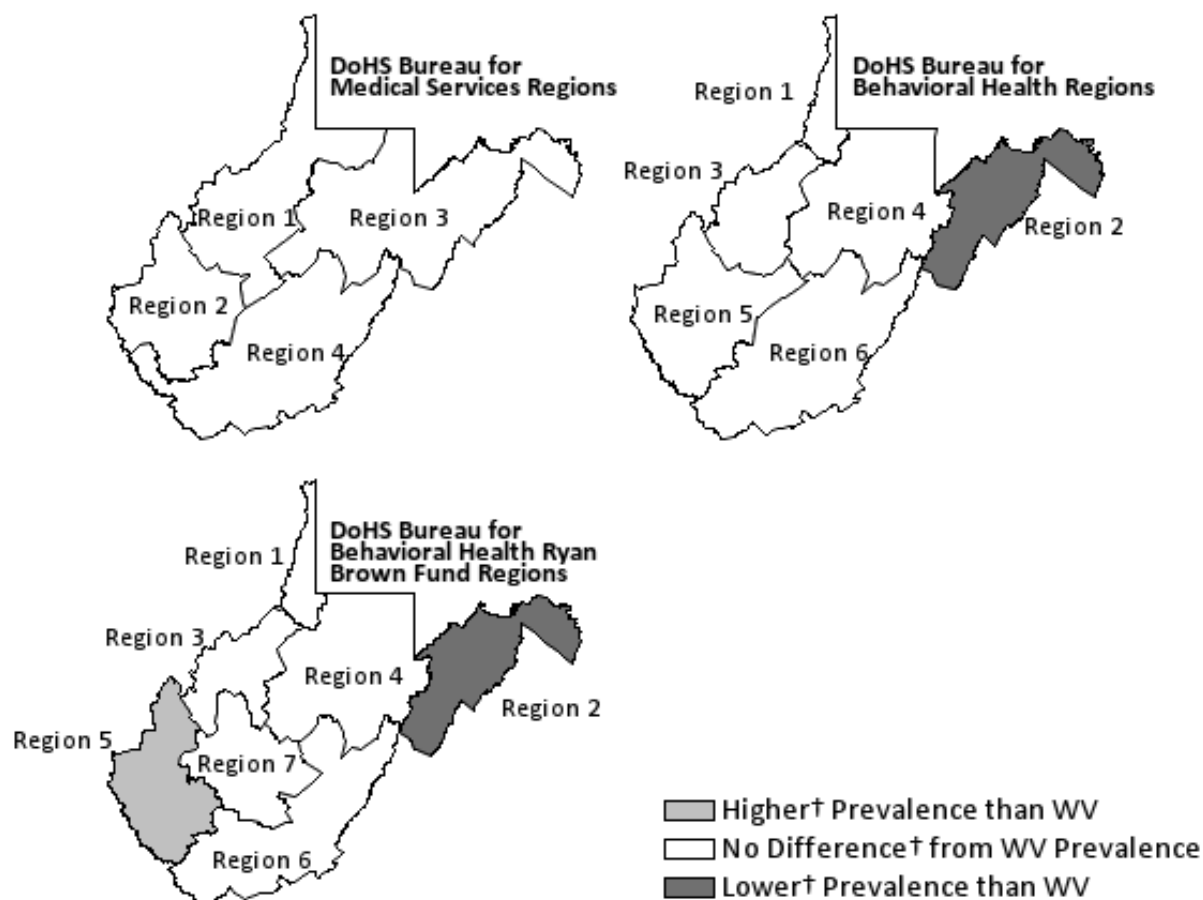 DoHS Bureau for
Medical Services Regions
Region 1
Region 3
Region 2
Region 4
DoHS Bureau for
Behavioral Health Regions
Region 1
Region 3
Region 4
Region 2
Region 5
Region 6
DoHS Bureau for
Behavioral Health Ryan
Brown Fund Regions
Region 1
Region 3
Region 4
Region 2
Region 5
Region 7
Region 6
Higher† Prevalence than WV
No Difference† from WV Prevalence
Lower† Prevalence than WV